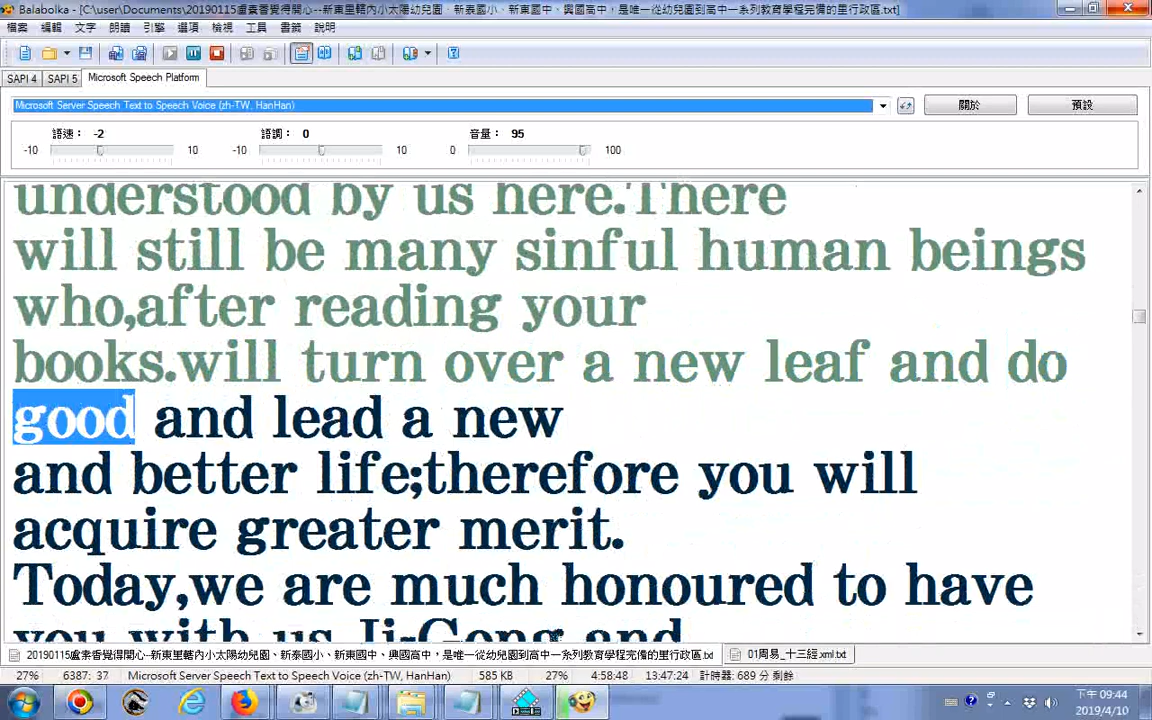 Balabolka - [C:\user\Documents\20190115盧素香覺得開心--新東里轄內小太陽幼兒園、新泰國小、新東國中、興國高中，是唯一從幼兒園到高中一系列教育學程完備的里行政區.txt]
檔案 編輯 文字 朗讀 引擎 選項 檢視 工具 書籤 說明
SAPI 4 SAPI 5 Microsoft Speech Platform
Microsoft Server Speech Text to Speech Voice (zh-TW, HanHan) 關於 預設
語速： -2 語調： 0 音量： 95
-10 10 -10 10 0 100
understood by us here.There
will still be many sinful human beings
who,after reading your
books.will turn over a new leaf and do
good and lead a new
and better life;therefore you will
acquire greater merit.
Today,we are much honoured to have
you with us Ji-Gong and
20190115盧素香覺得開心--新東里轄內小太陽幼兒園、新泰國小、新東國中、興國高中，是唯一從幼兒園到高中一系列教育學程完備的里行政區.txt 01周易_十三經.xml.txt
27% 6387: 37 Microsoft Server Speech Text to Speech Voice (zh-TW, HanHan) 585 KB 27% 4:58:48 13:47:24 計時器: 689 分 剩餘
下午 09:44
2019/4/10